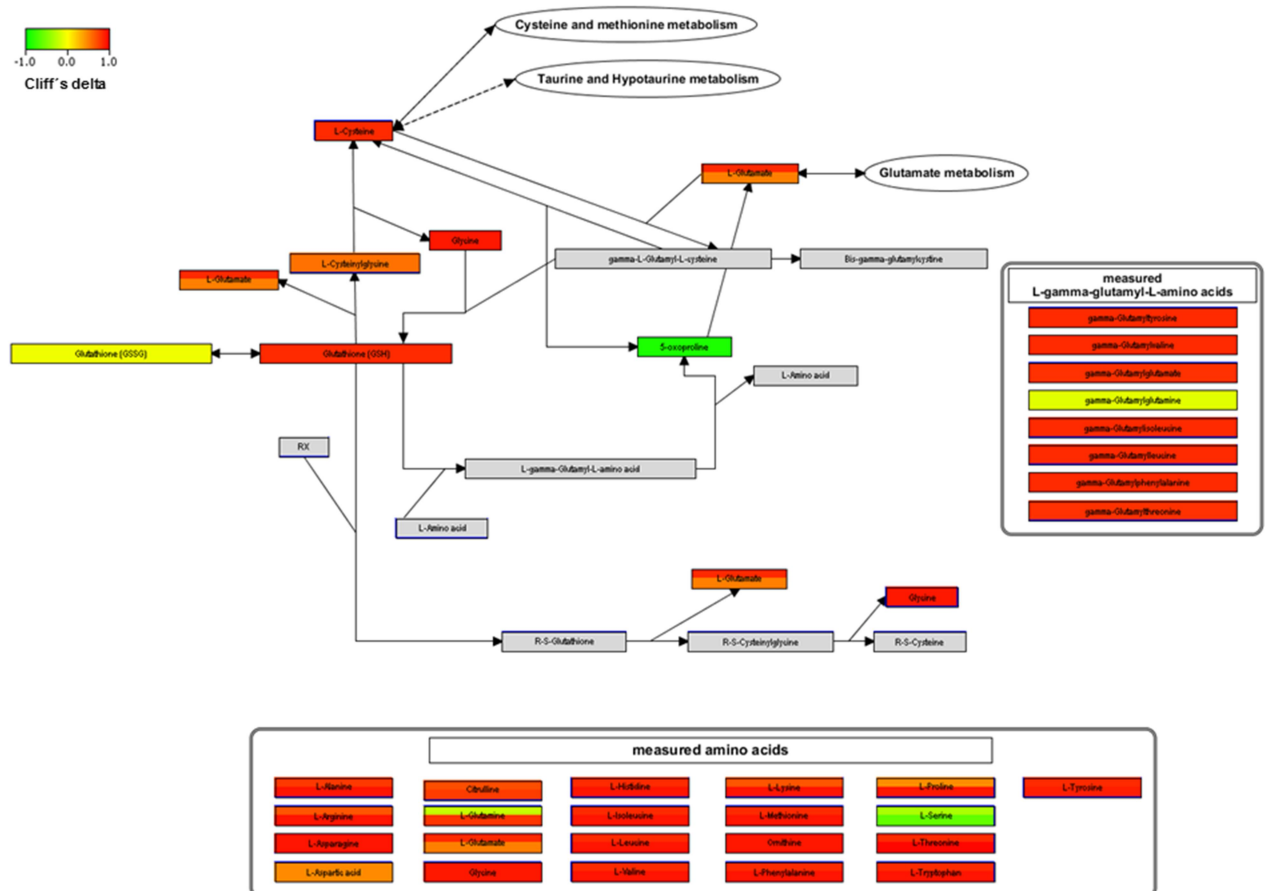 Cysteine and methionine metabolism
-1.0 0.0 1.0
Cliff´s delta
Taurine and Hypotaurine metabolism
L-Cysteine
L-Glutamate
Glutamate metabolism
Glycine
L-Cysteinylglycine
gamma-L-Glutamyl-L-cysteine
Bis-gamma-glutamylcystine
L-Glutamate
measured
L-gamma-glutamyl-L-amino acids
gamma-Glutamyltyrosine
gamma-Glutamylvaline
gamma-Glutamylglutamate
gamma-Glutamylglutamine
gamma-Glutamylisoleucine
gamma-Glutamylleucine
gamma-Glutamylphenylalanine
gamma-Glutamylthreonine
Glutathione (GSSG)
Glutathione (GSH)
5-oxoproline
L-Amino acid
RX
L-gamma-Glutamyl-L-amino acid
L-Amino acid
L-Glutamate
Glycine
R-S-Glutathione
R-S-Cysteinylglycine
R-S-Cysteine
measured amino acids
L-Alanine
Citrulline
L-Histidine
L-Lysine
L-Proline
L-Tyrosine
L-Arginine
L-Glutamine
L-Isoleucine
L-Methionine
L-Serine
L-Asparagine
L-Glutamate
L-Leucine
Ornithine
L-Threonine
L-Aspartic acid
Glycine
L-Valine
L-Phenylalanine
L-Tryptophan